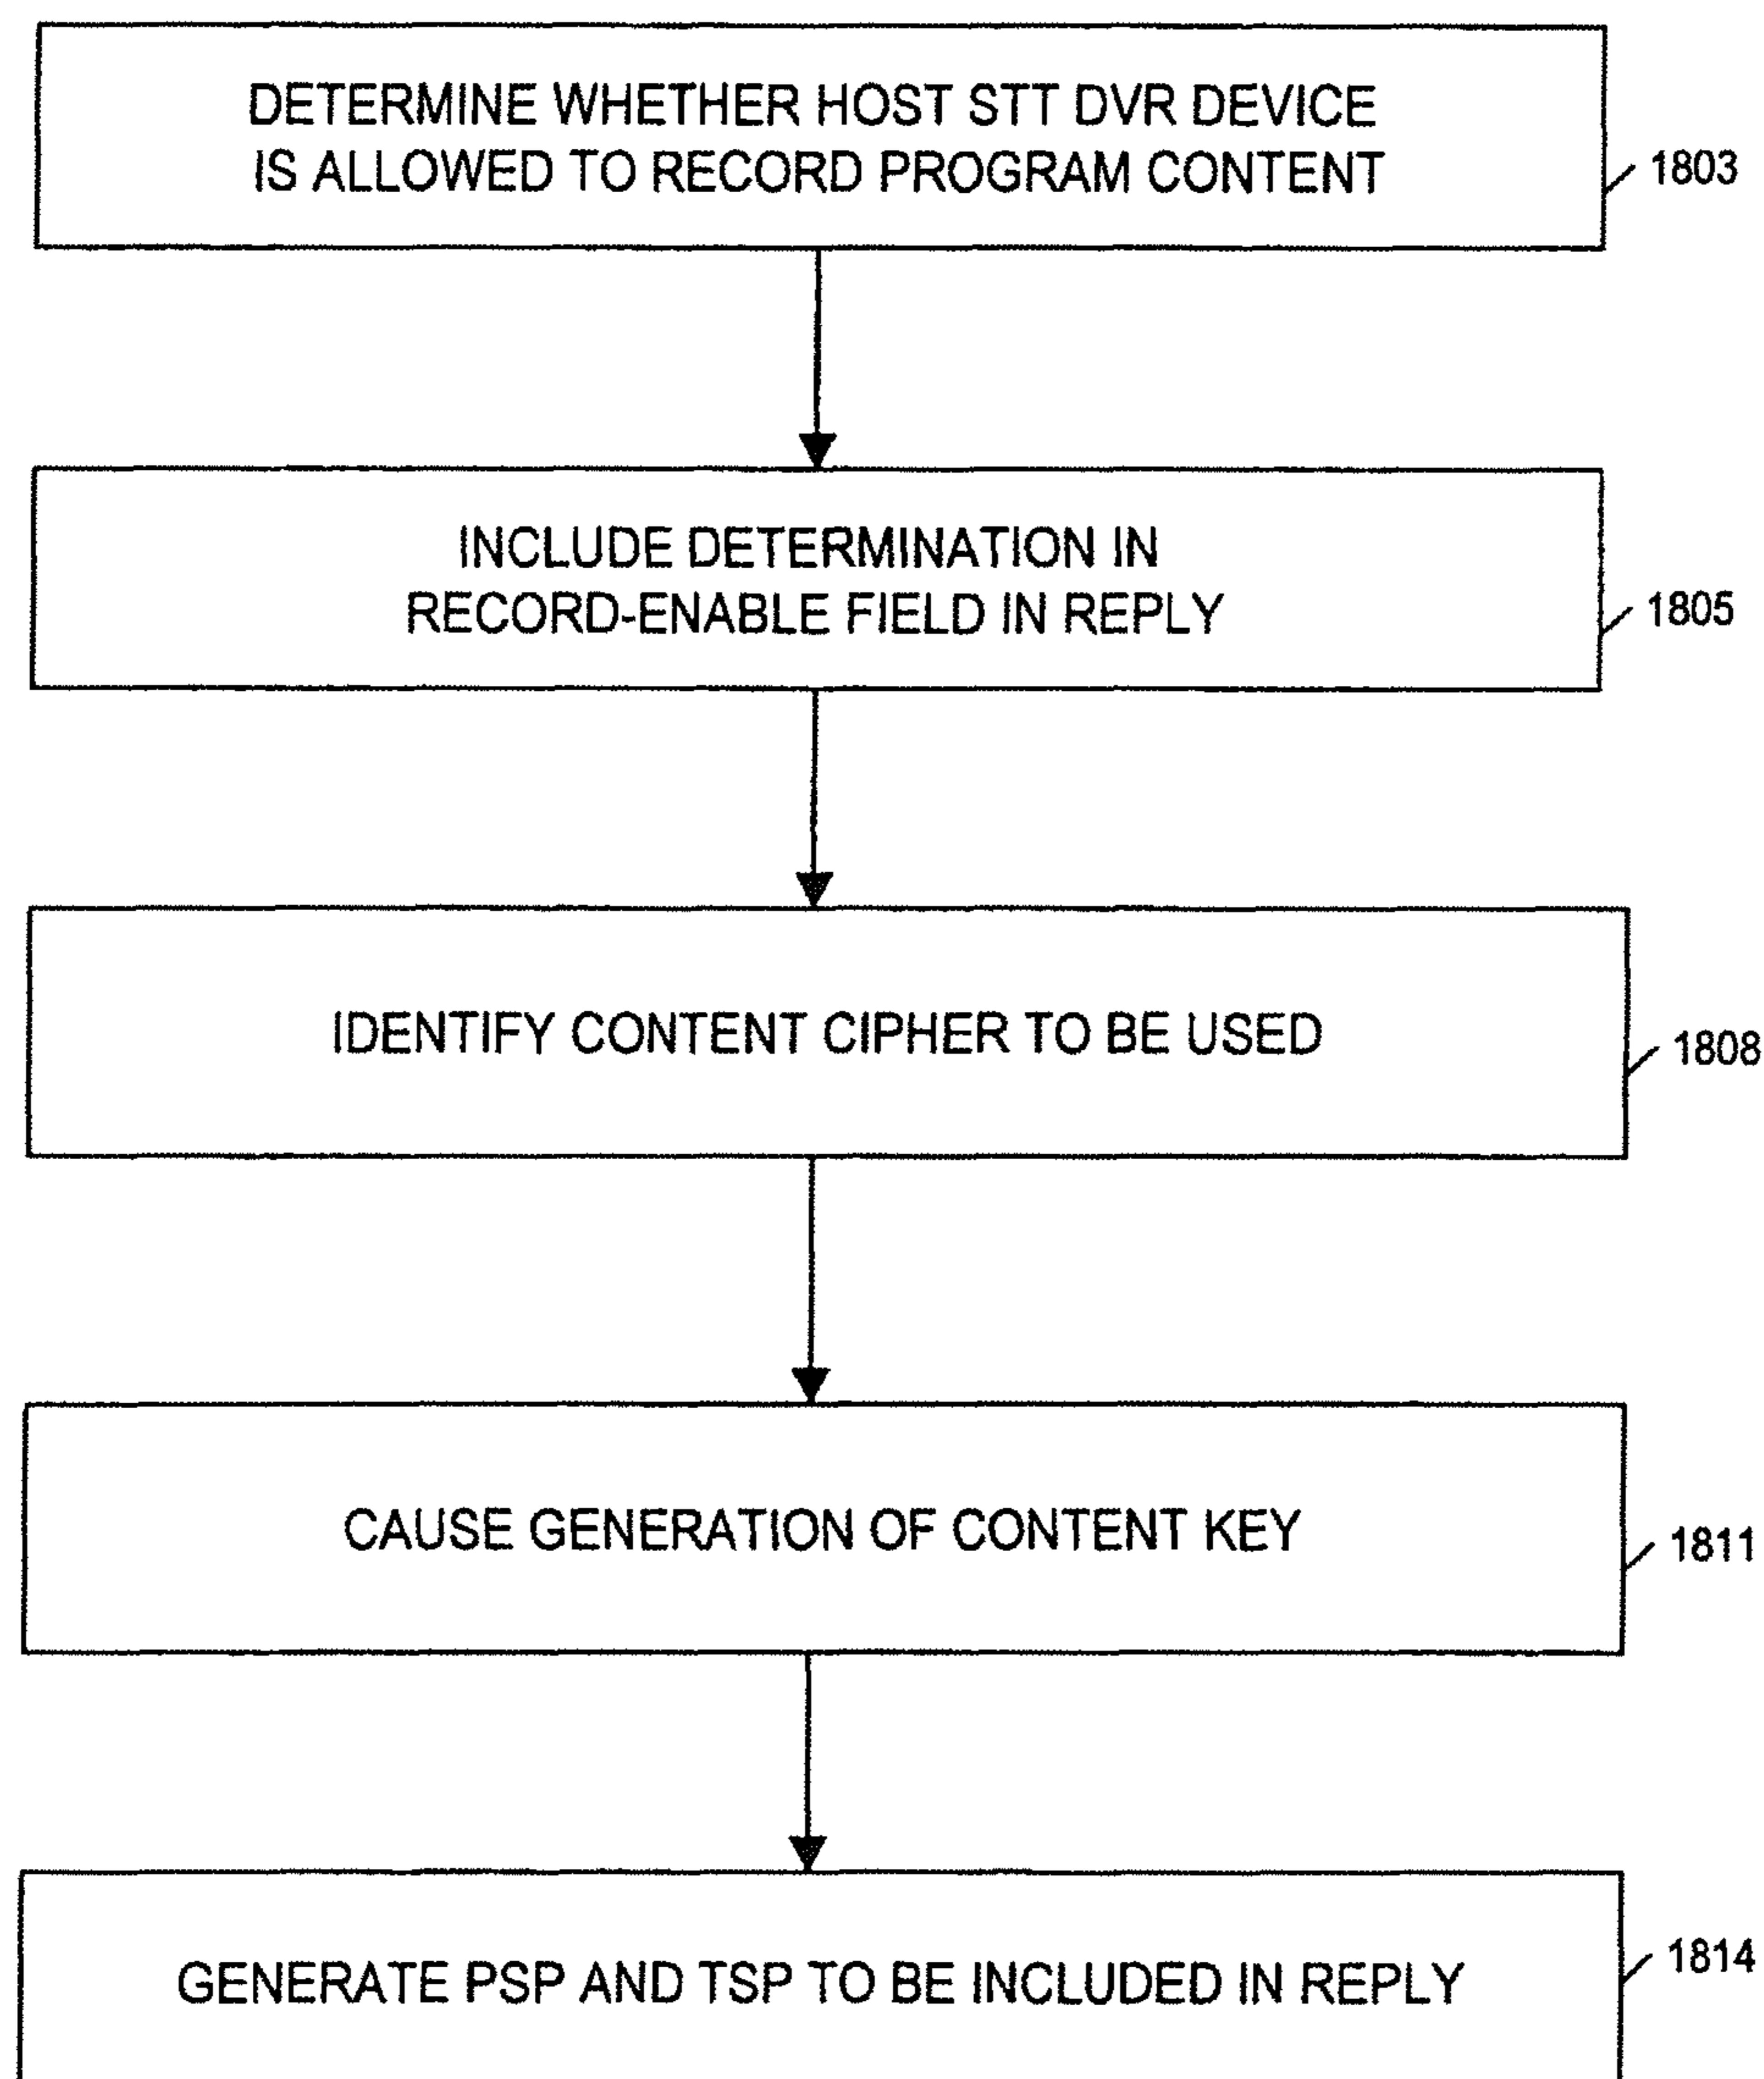 DETERMINE WHETHER HOST STT DVR DEVICE
IS ALLOWED TO RECORD PROGRAM CONTENT
1803
INCLUDE DETERMINATION IN
RECORD-ENABLE FIELD IN REPLY
1805
IDENTIFY CONTENT CIPHER TO BE USED
1808
CAUSE GENERATION OF CONTENT KEY
1811
GENERATE PSP AND TSP TO BE INCLUDED IN REPLY
1814